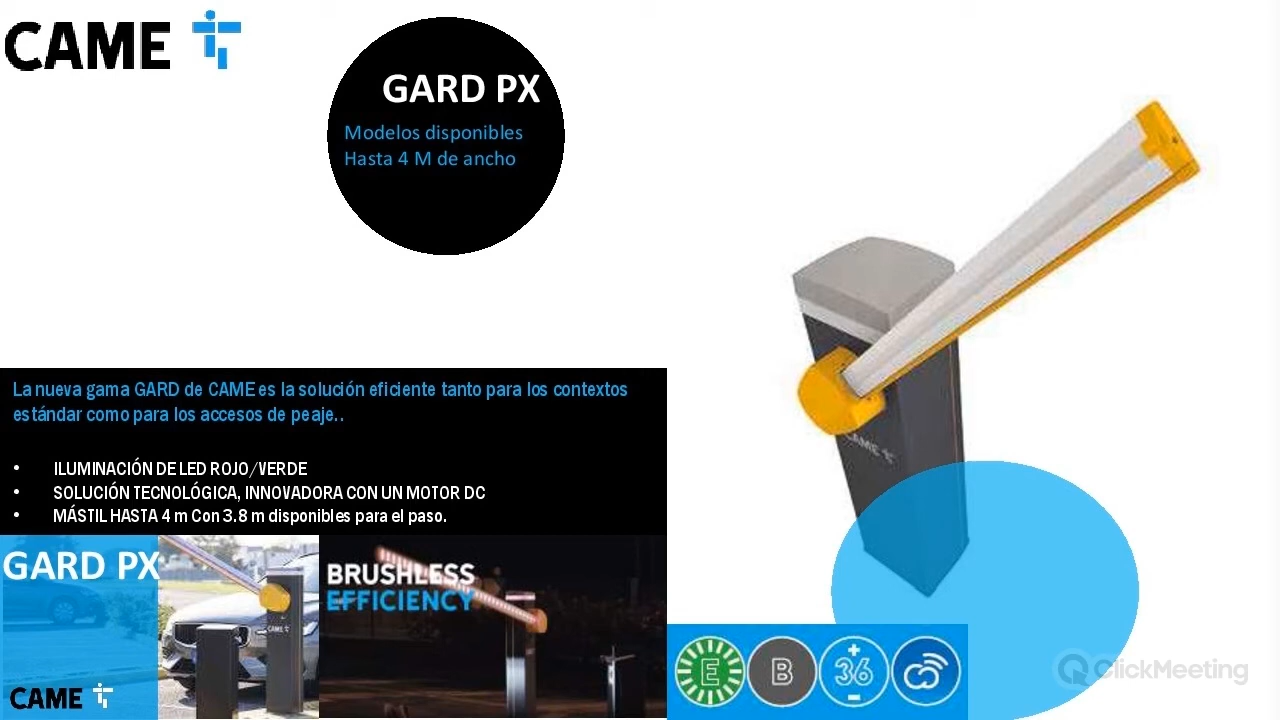 CAME
GARD PX
Modelos disponibles
Hasta 4 M de ancho
CAME
La nueva gama GARD de CAME es la solución eficiente tanto para los contextos
estándar como para los accesos de peaje..
• ILUMINACIÓN DE LED ROJO/VERDE
• SOLUCIÓN TECNOLÓGICA, INNOVADORA CON UN MOTOR DC
• MÁSTIL HASTA 4 m Con 3.8 m disponibles para el paso.
GARD PX
CAME
CAME
BRUSHLESS
EFFICIENCY
E
B
+
36
−
ClickMeeting